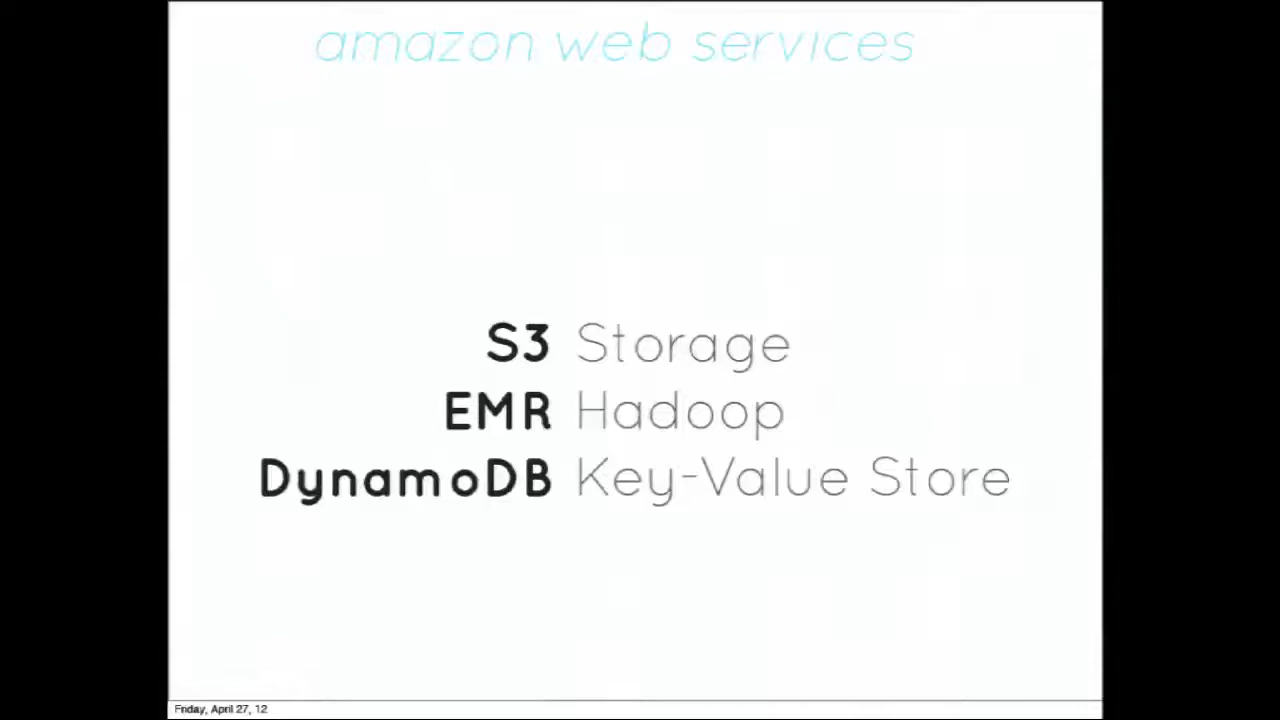 amazon web services
S3 Storage
EMR Hadoop
DynamoDB Key-Value Store
Friday, April 27, 12